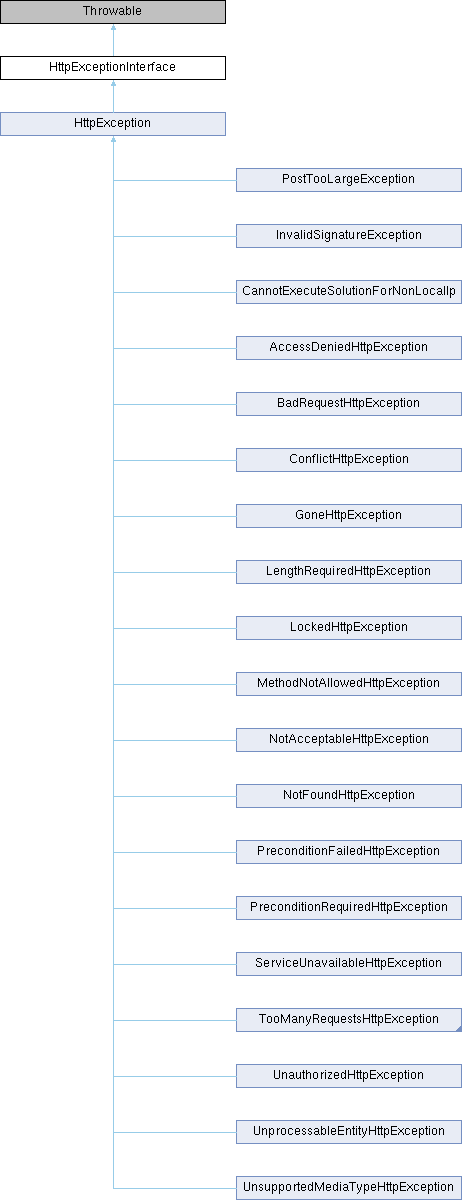 Throwable
HttpExceptionInterface
HttpException
PostTooLargeException
InvalidSignatureException
CannotExecuteSolutionForNonLocalIp
AccessDeniedHttpException
BadRequestHttpException
ConflictHttpException
GoneHttpException
LengthRequiredHttpException
LockedHttpException
MethodNotAllowedHttpException
NotAcceptableHttpException
NotFoundHttpException
PreconditionFailedHttpException
PreconditionRequiredHttpException
ServiceUnavailableHttpException
TooManyRequestsHttpException
UnauthorizedHttpException
UnprocessableEntityHttpException
UnsupportedMediaTypeHttpException